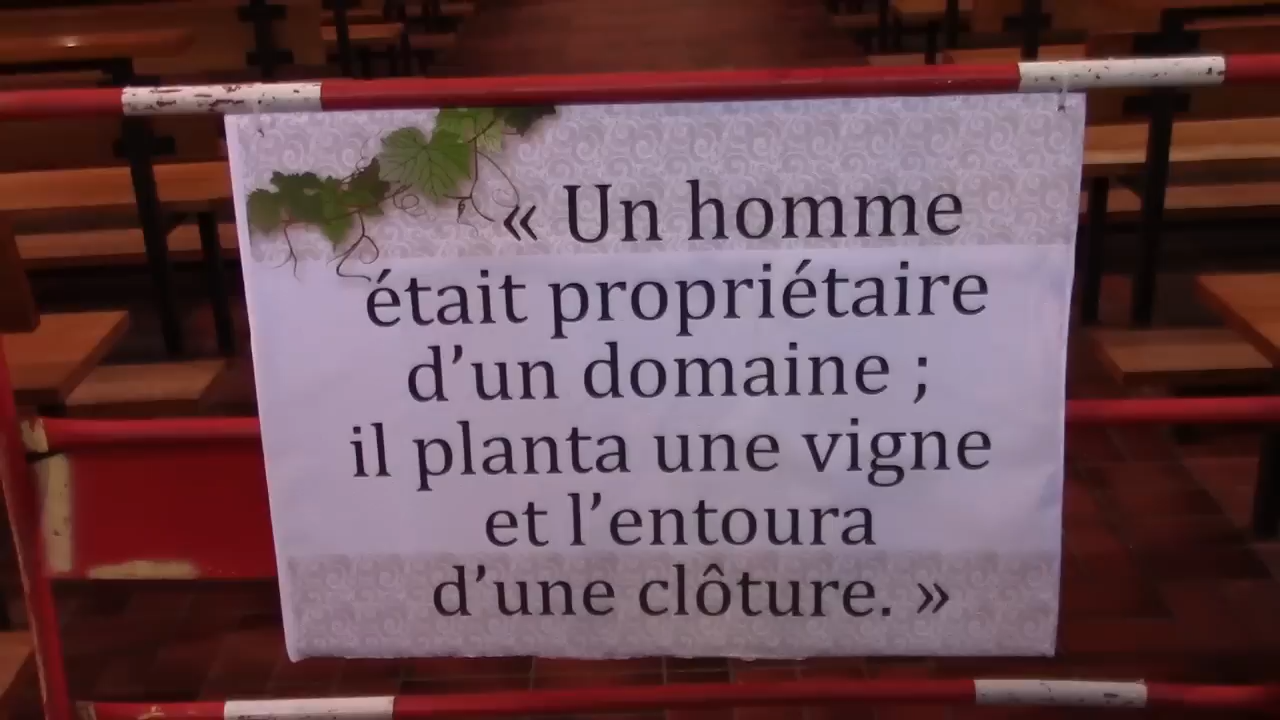 « Un homme
était propriétaire
d’un domaine ;
il planta une vigne
et l’entoura
d’une clôture. »